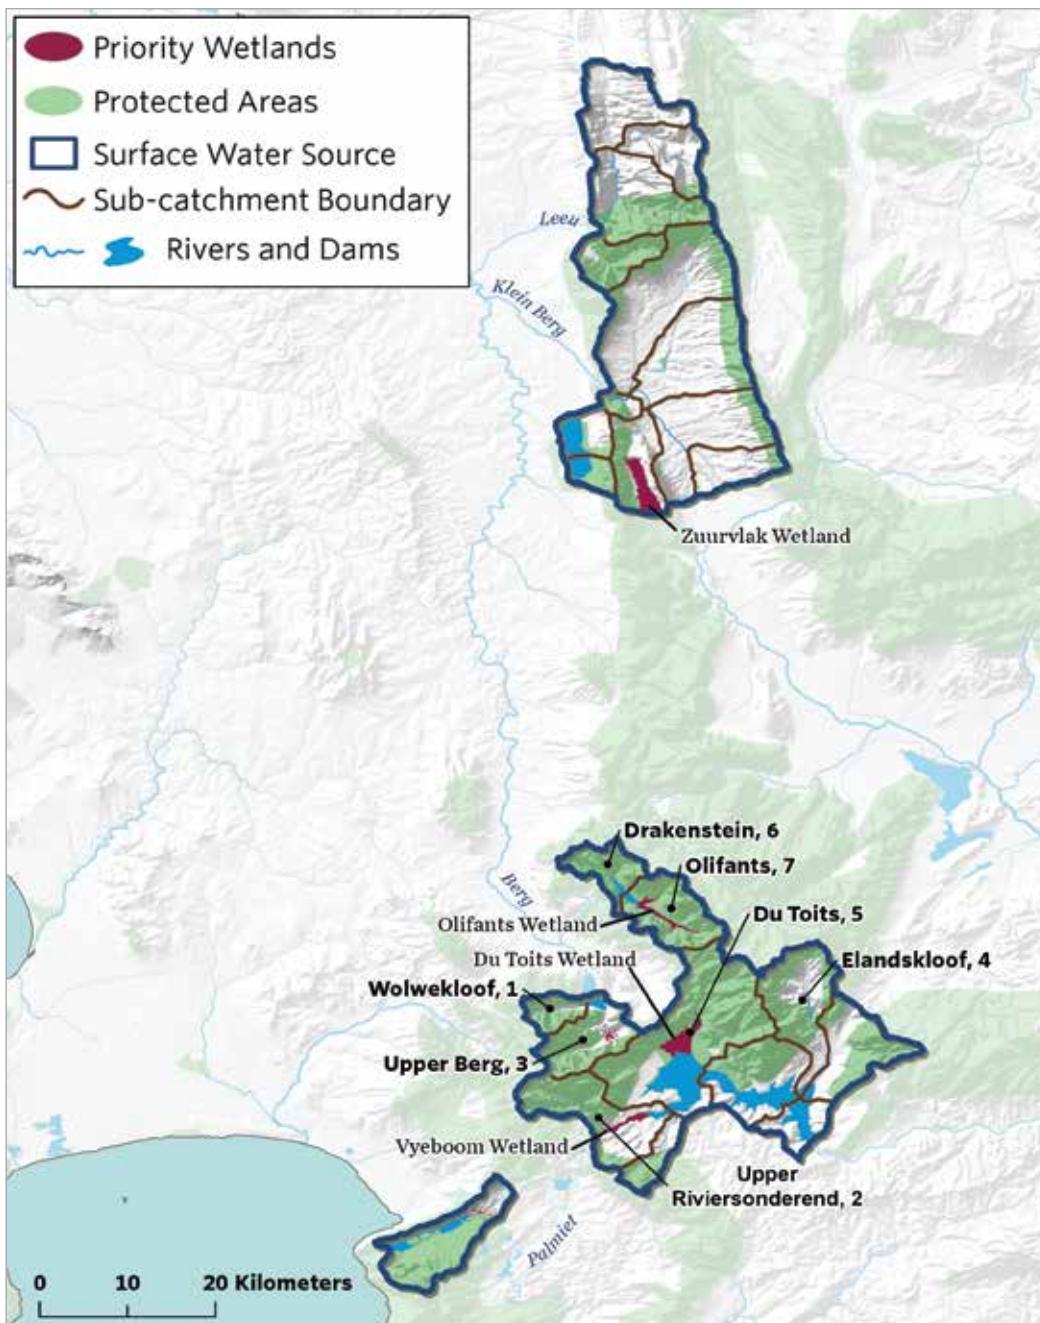 Priority Wetlands
Protected Areas
Surface Water Source
Sub-catchment Boundary
Rivers and Dams
Leeu
Klein Berg
Zuurvlak Wetland
Drakenstein, 6
Olifants, 7
Berg
Du Toits, 5
Olifants Wetland
Du Toits Wetland
Elandskloof, 4
Wolwekloof, 1
Upper Berg, 3
Vyeboom Wetland
Upper
Riviersonderend, 2
Palmiet
0 10 20 Kilometers